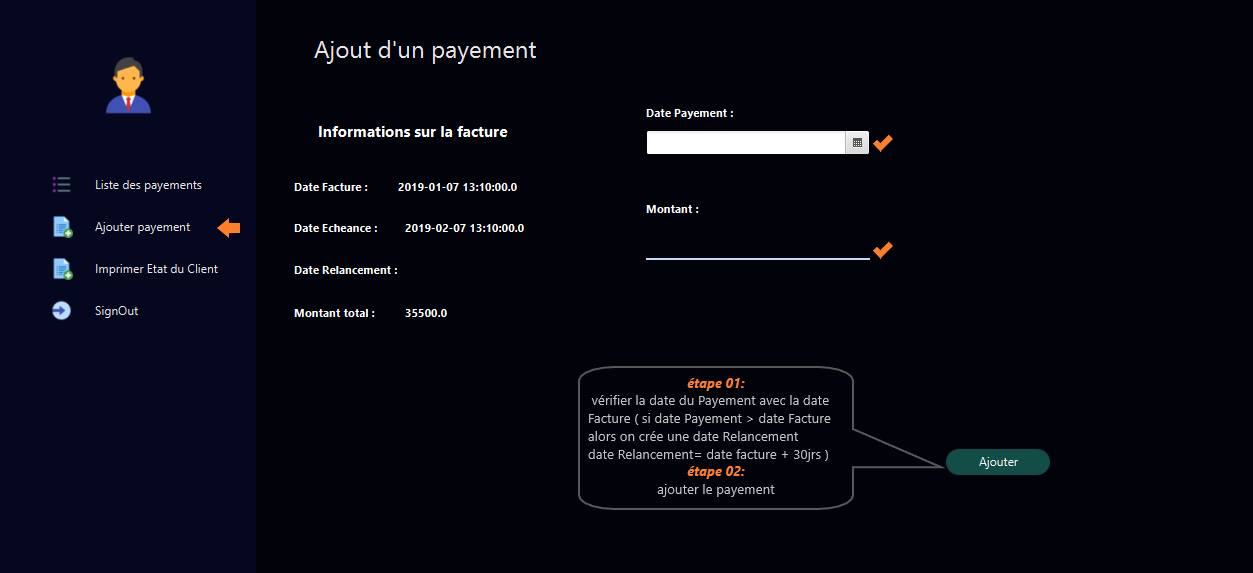 Ajout d'un payement
Liste des payements
Ajouter payement
Imprimer Etat du Client
SignOut
Informations sur la facture
Date Facture : 2019-01-07 13:10:00.0
Date Echeance : 2019-02-07 13:10:00.0
Date Relancement :
Montant total : 35500.0
Date Payement :
Montant :
étape 01:
vérifier la date du Payement avec la date
Facture ( si date Payement > date Facture
alors on crée une date Relancement
date Relancement= date facture + 30jrs )
étape 02:
ajouter le payement
Ajouter